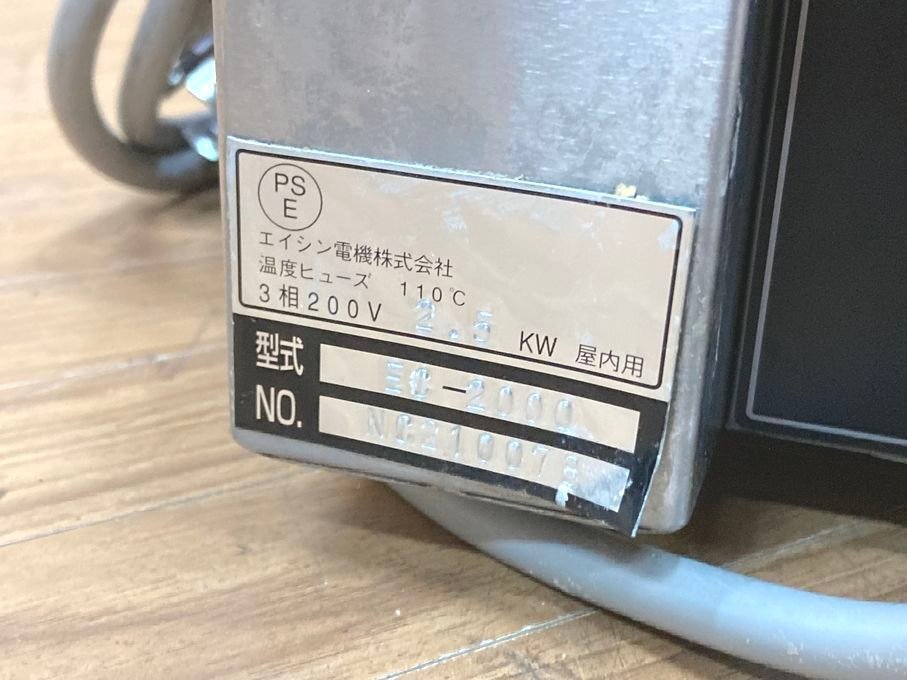 PS
E
エイシン電機株式会社
温度ヒューズ 110℃
3相200V 2.5 KW 屋内用
型式 EC-2000
NO. NC21007